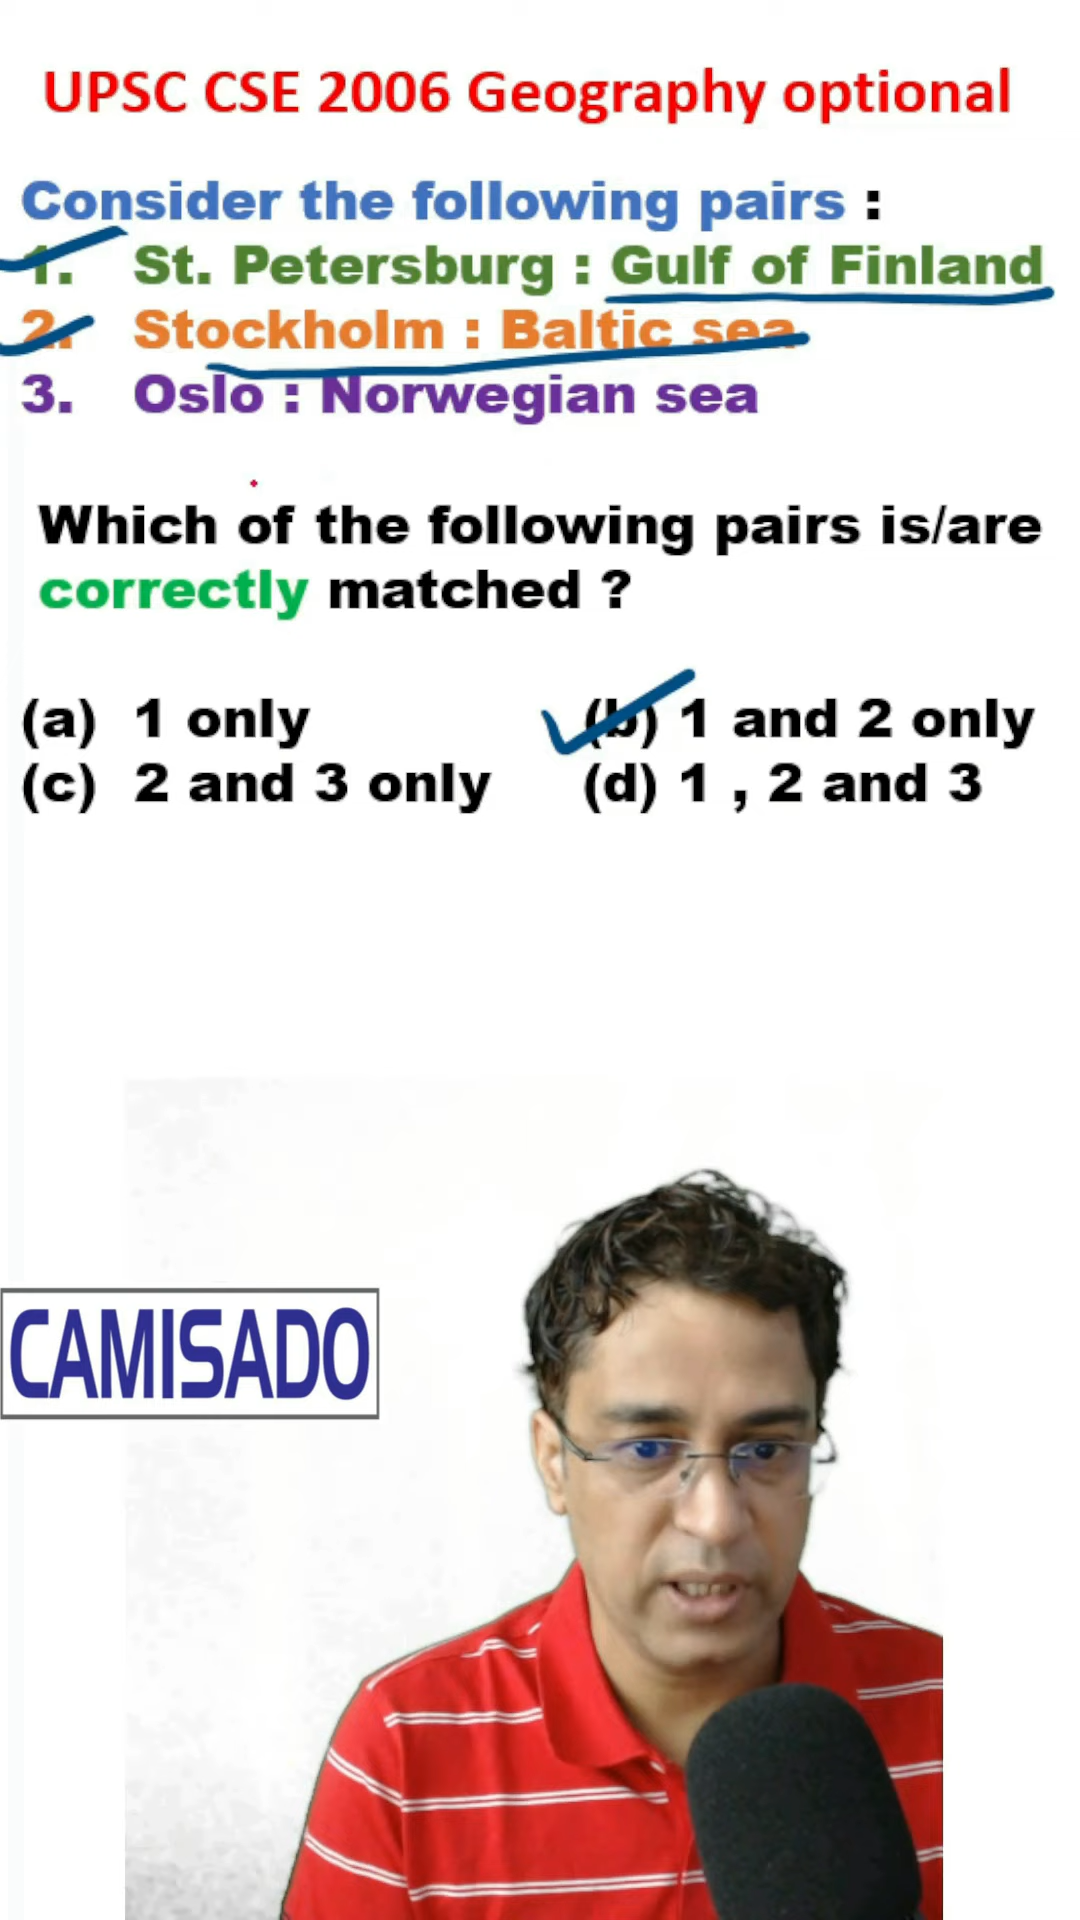 UPSC CSE 2006 Geography optional
Consider the following pairs :
1. St. Petersburg : Gulf of Finland
2. Stockholm : Baltic sea
3. Oslo : Norwegian sea
Which of the following pairs is/are
correctly matched ?
(a) 1 only (b) 1 and 2 only
(c) 2 and 3 only (d) 1 , 2 and 3
CAMISADO